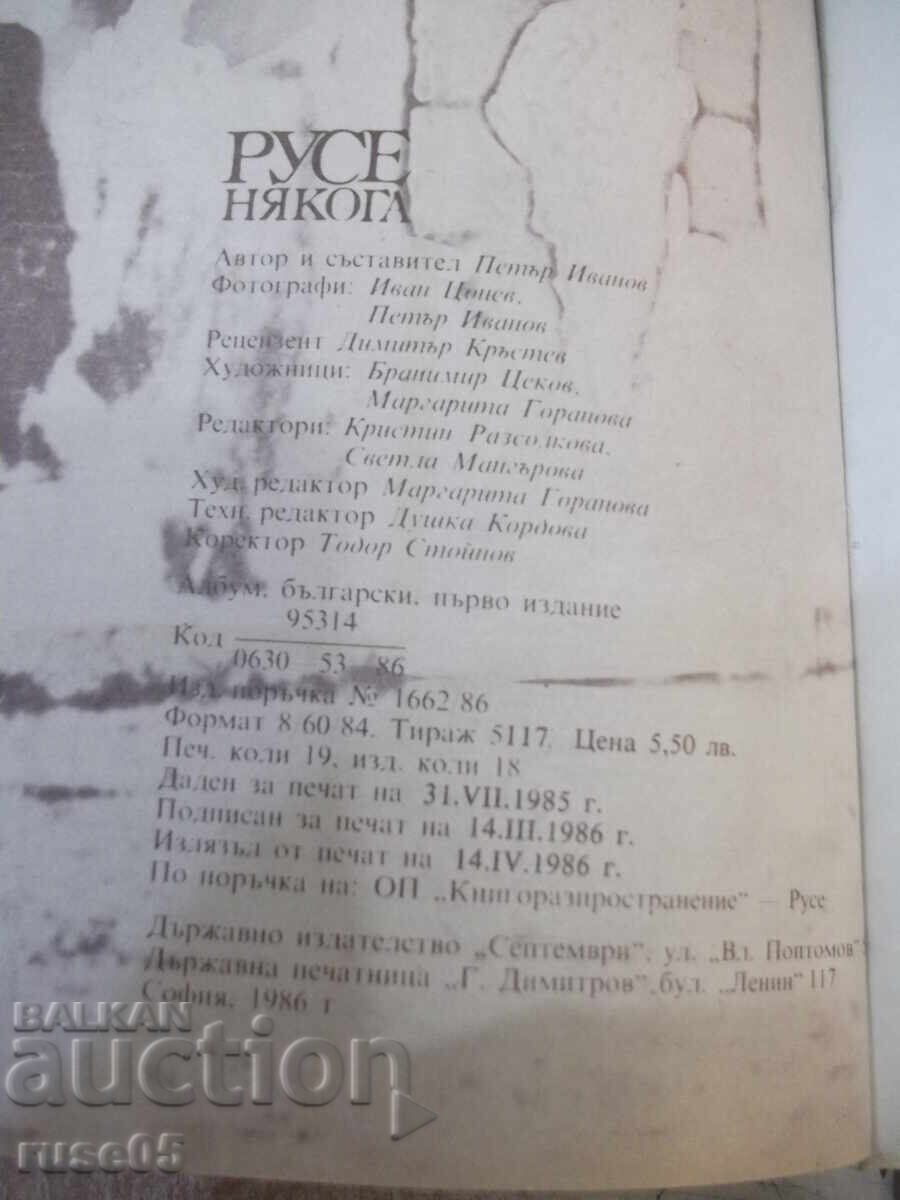 РУСЕ
НЯКОГА
Автор и съставител Петър Иванов
Фотографи: Иван Цонев,
Петър Иванов
Рецензент Димитър Кръстев
Художници: Бранимир Цеков,
Маргарита Горанова
Редактори: Кристин Разсолкова,
Светла Мангърова
Худ. редактор Маргарита Горанова
Техн. редактор Душка Кордова
Коректор Тодор Стойнов
Албум, български, първо издание
95314
Код
0630 53 86
Изд. поръчка № 1662 86
Формат 8 60 84. Тираж 5117. Цена 5,50 лв.
Печ. коли 19, изд. коли 18
Даден за печат на 31.VII.1985 г.
Подписан за печат на 14.III.1986 г.
Излязъл от печат на 14.IV.1986 г.
По поръчка на: ОП „Книгоразпространение“ — Русе
Държавно издателство „Септември“, ул. „Вл. Поптомов“
Държавна печатница „Г. Димитров“, бул. „Ленин“ 117
София, 1986 г
BALKAN
auction
ruse05